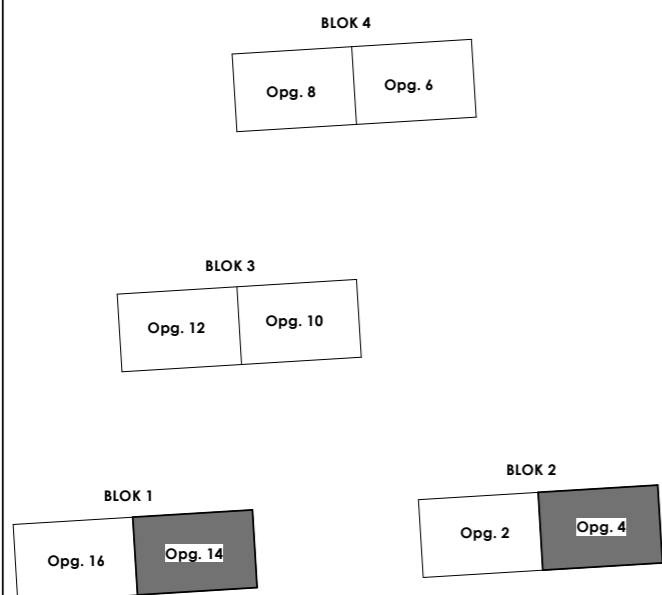 BLOK 4
Opg. 8
Opg. 6
BLOK 3
Opg. 12
Opg. 10
BLOK 1
Opg. 16
Opg. 14
BLOK 2
Opg. 2
Opg. 4